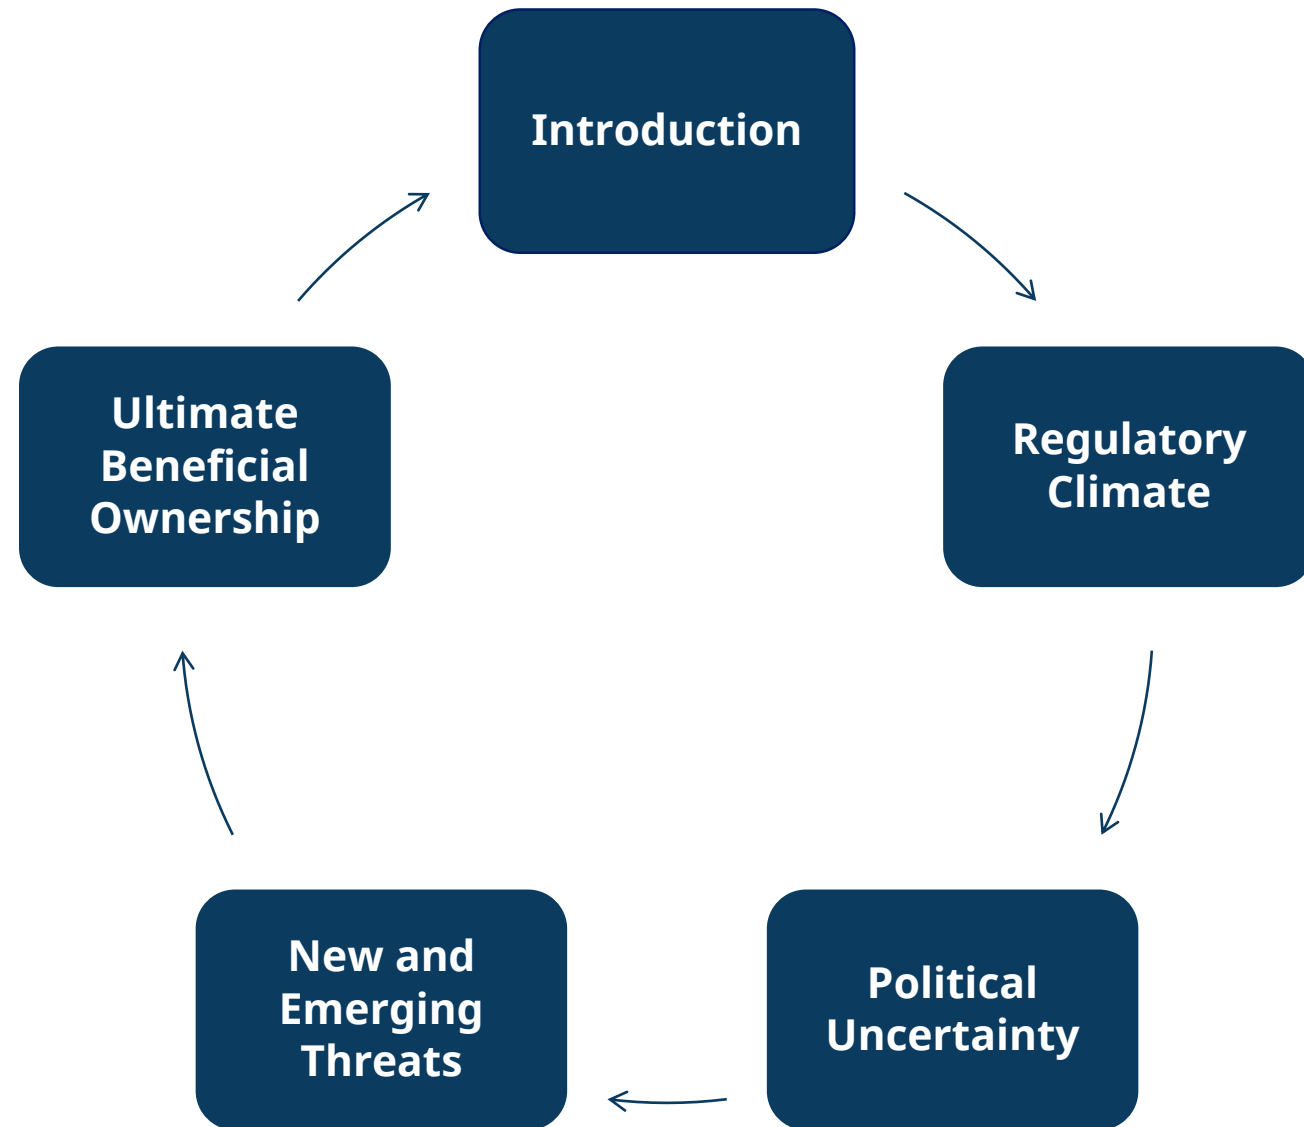 Introduction
Regulatory
Climate
Political
Uncertainty
New and
Emerging
Threats
Ultimate
Beneficial
Ownership